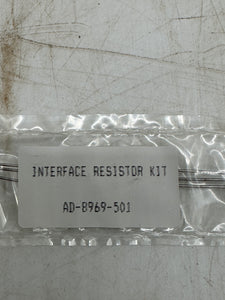 INTERFACE RESISTOR KIT
AD-8969-501